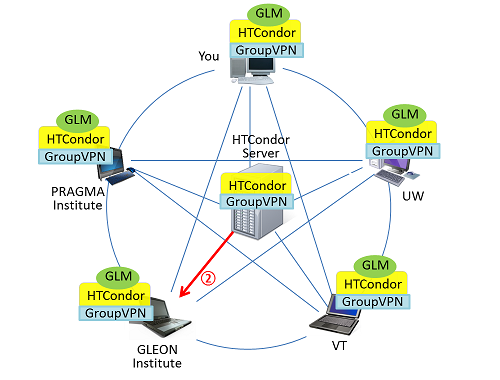 GLM
HTCondor
GroupVPN
You
GLM
HTCondor
GroupVPN
PRAGMA
Institute
HTCondor
Server
HTCondor
GroupVPN
GLM
HTCondor
GroupVPN
UW
②
GLM
HTCondor
GroupVPN
GLEON
Institute
GLM
HTCondor
GroupVPN
VT